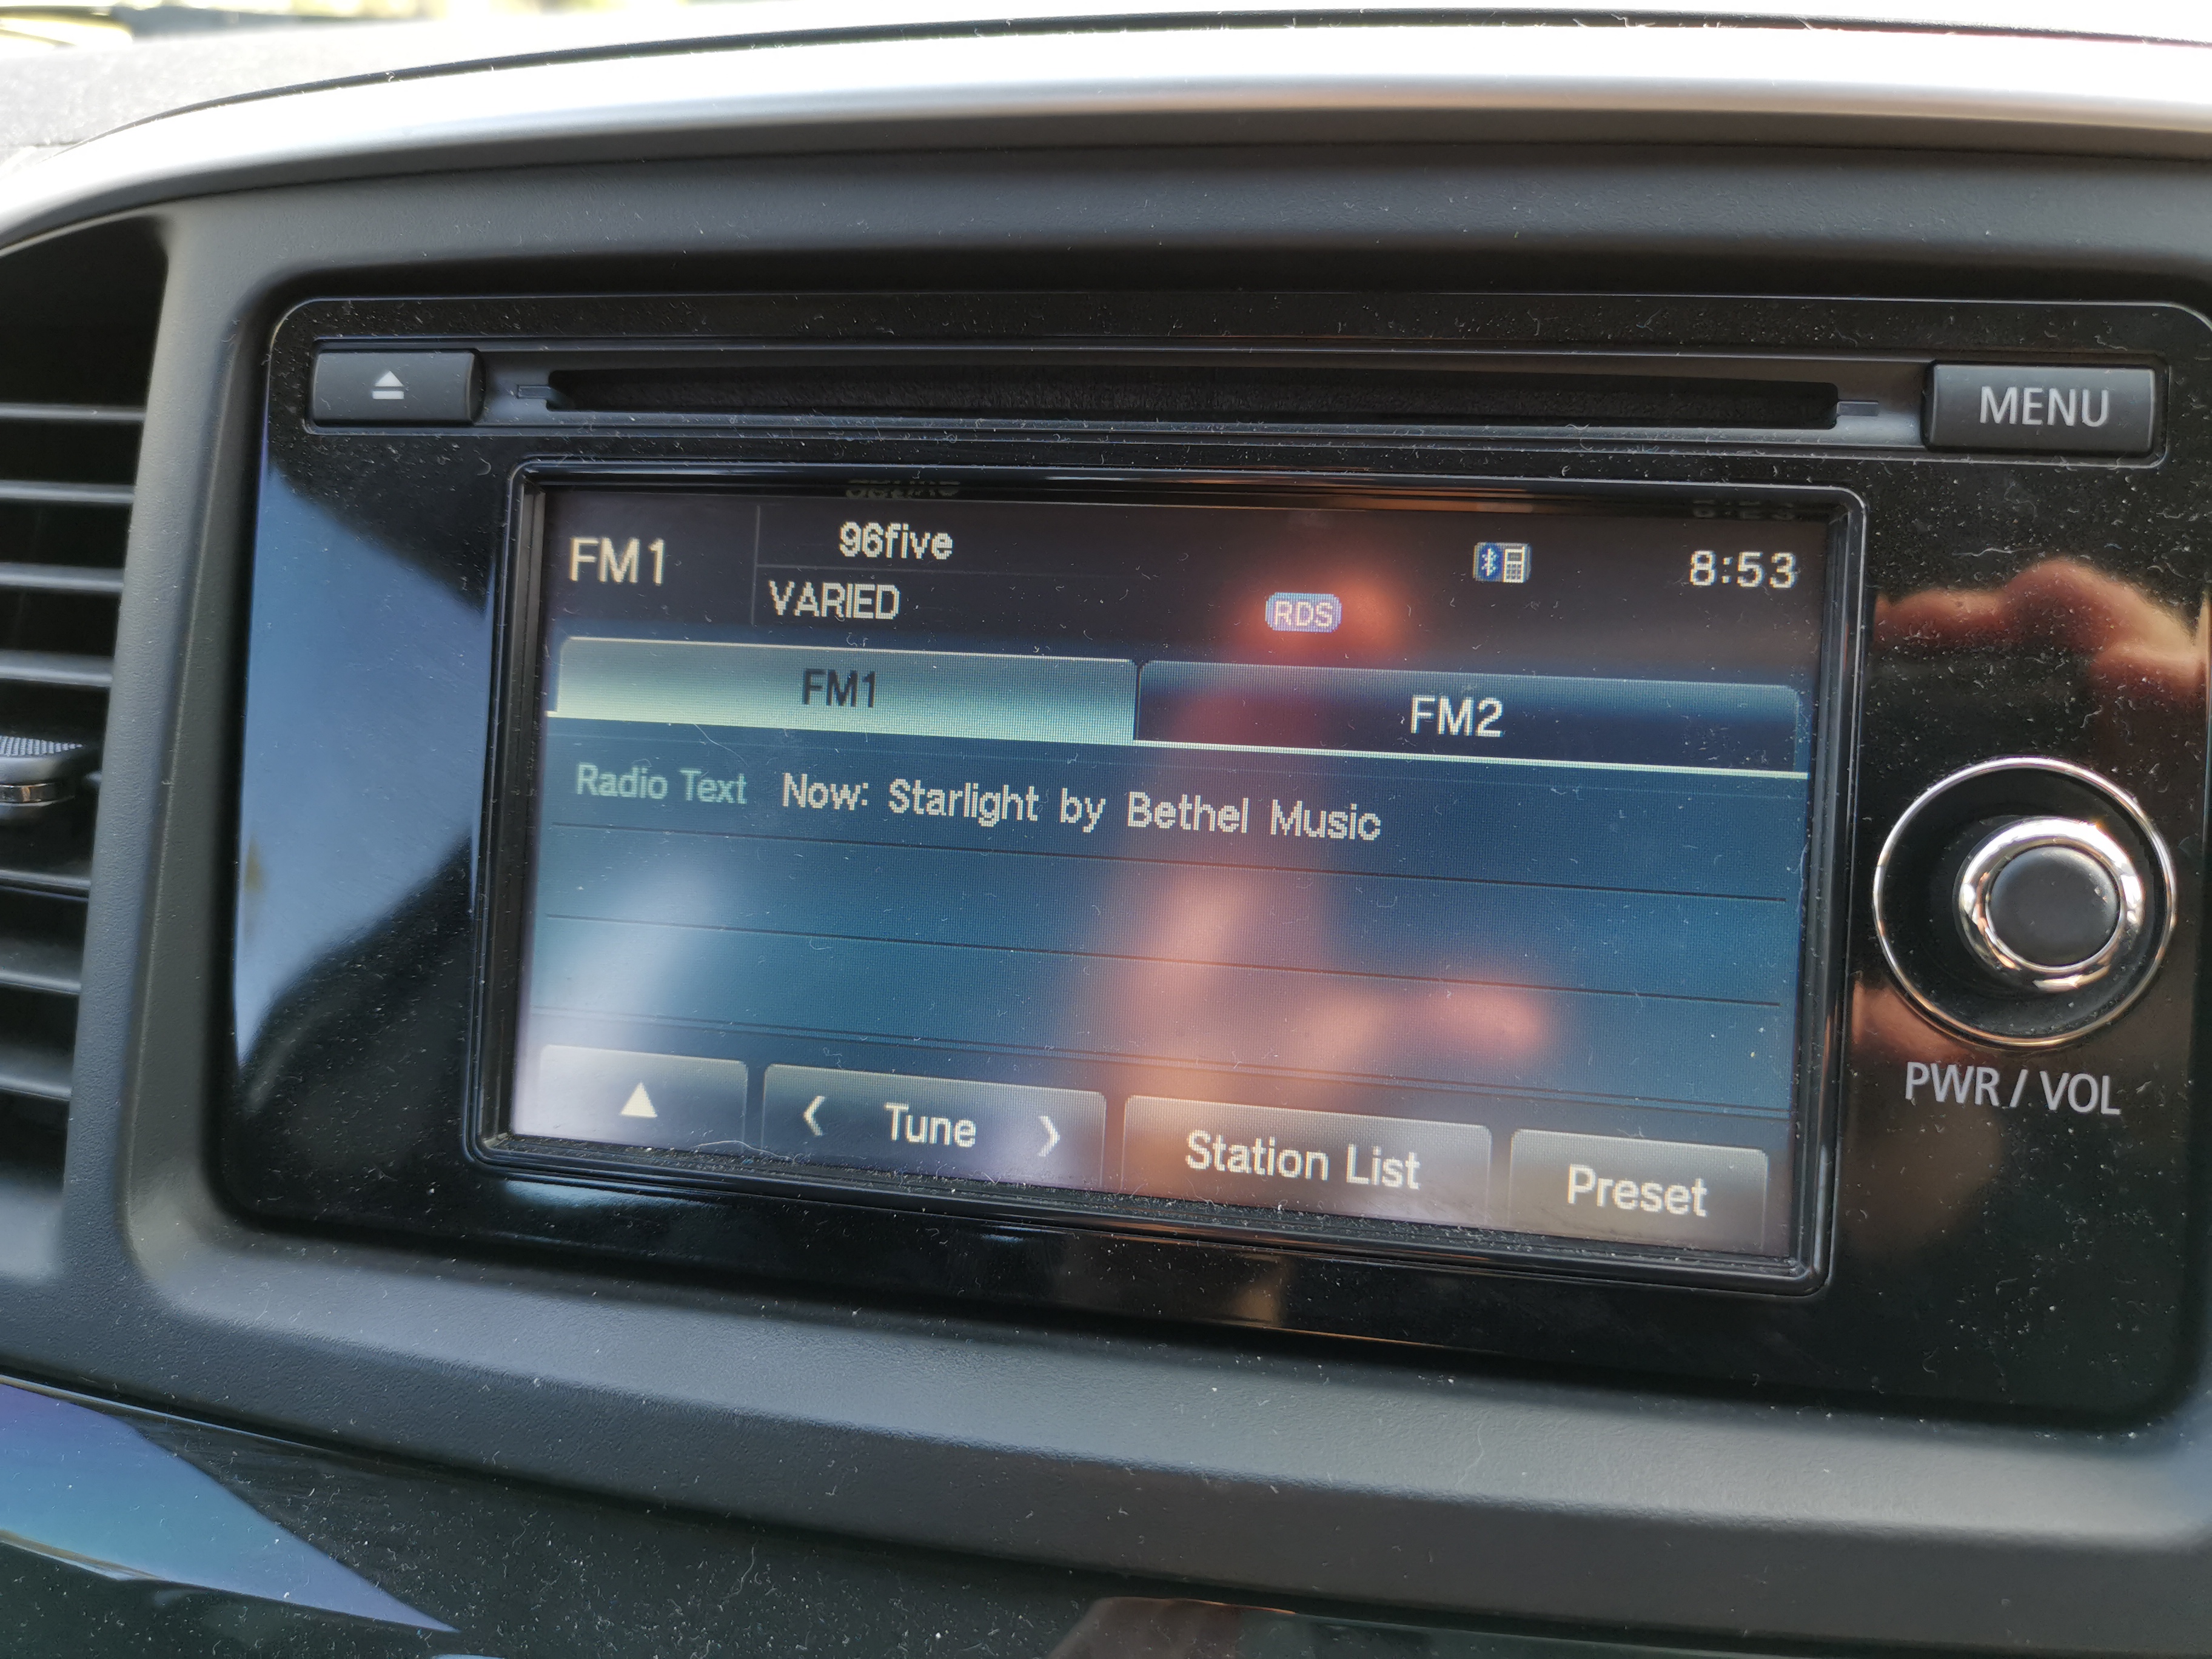 MENU
96five
FM1
8:53
VARIED
RDS
FM1
FM2
Radio Text Now: Starlight by Bethel Music
Tune
Station List
Preset
PWR / VOL